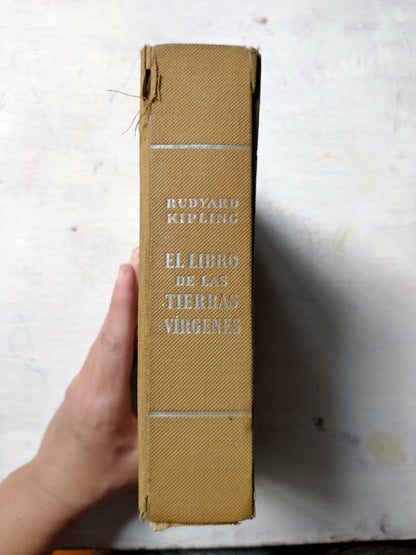 RUDYARD
KIPLING
EL LIBRO
DE LAS
TIERRAS
VÍRGENES